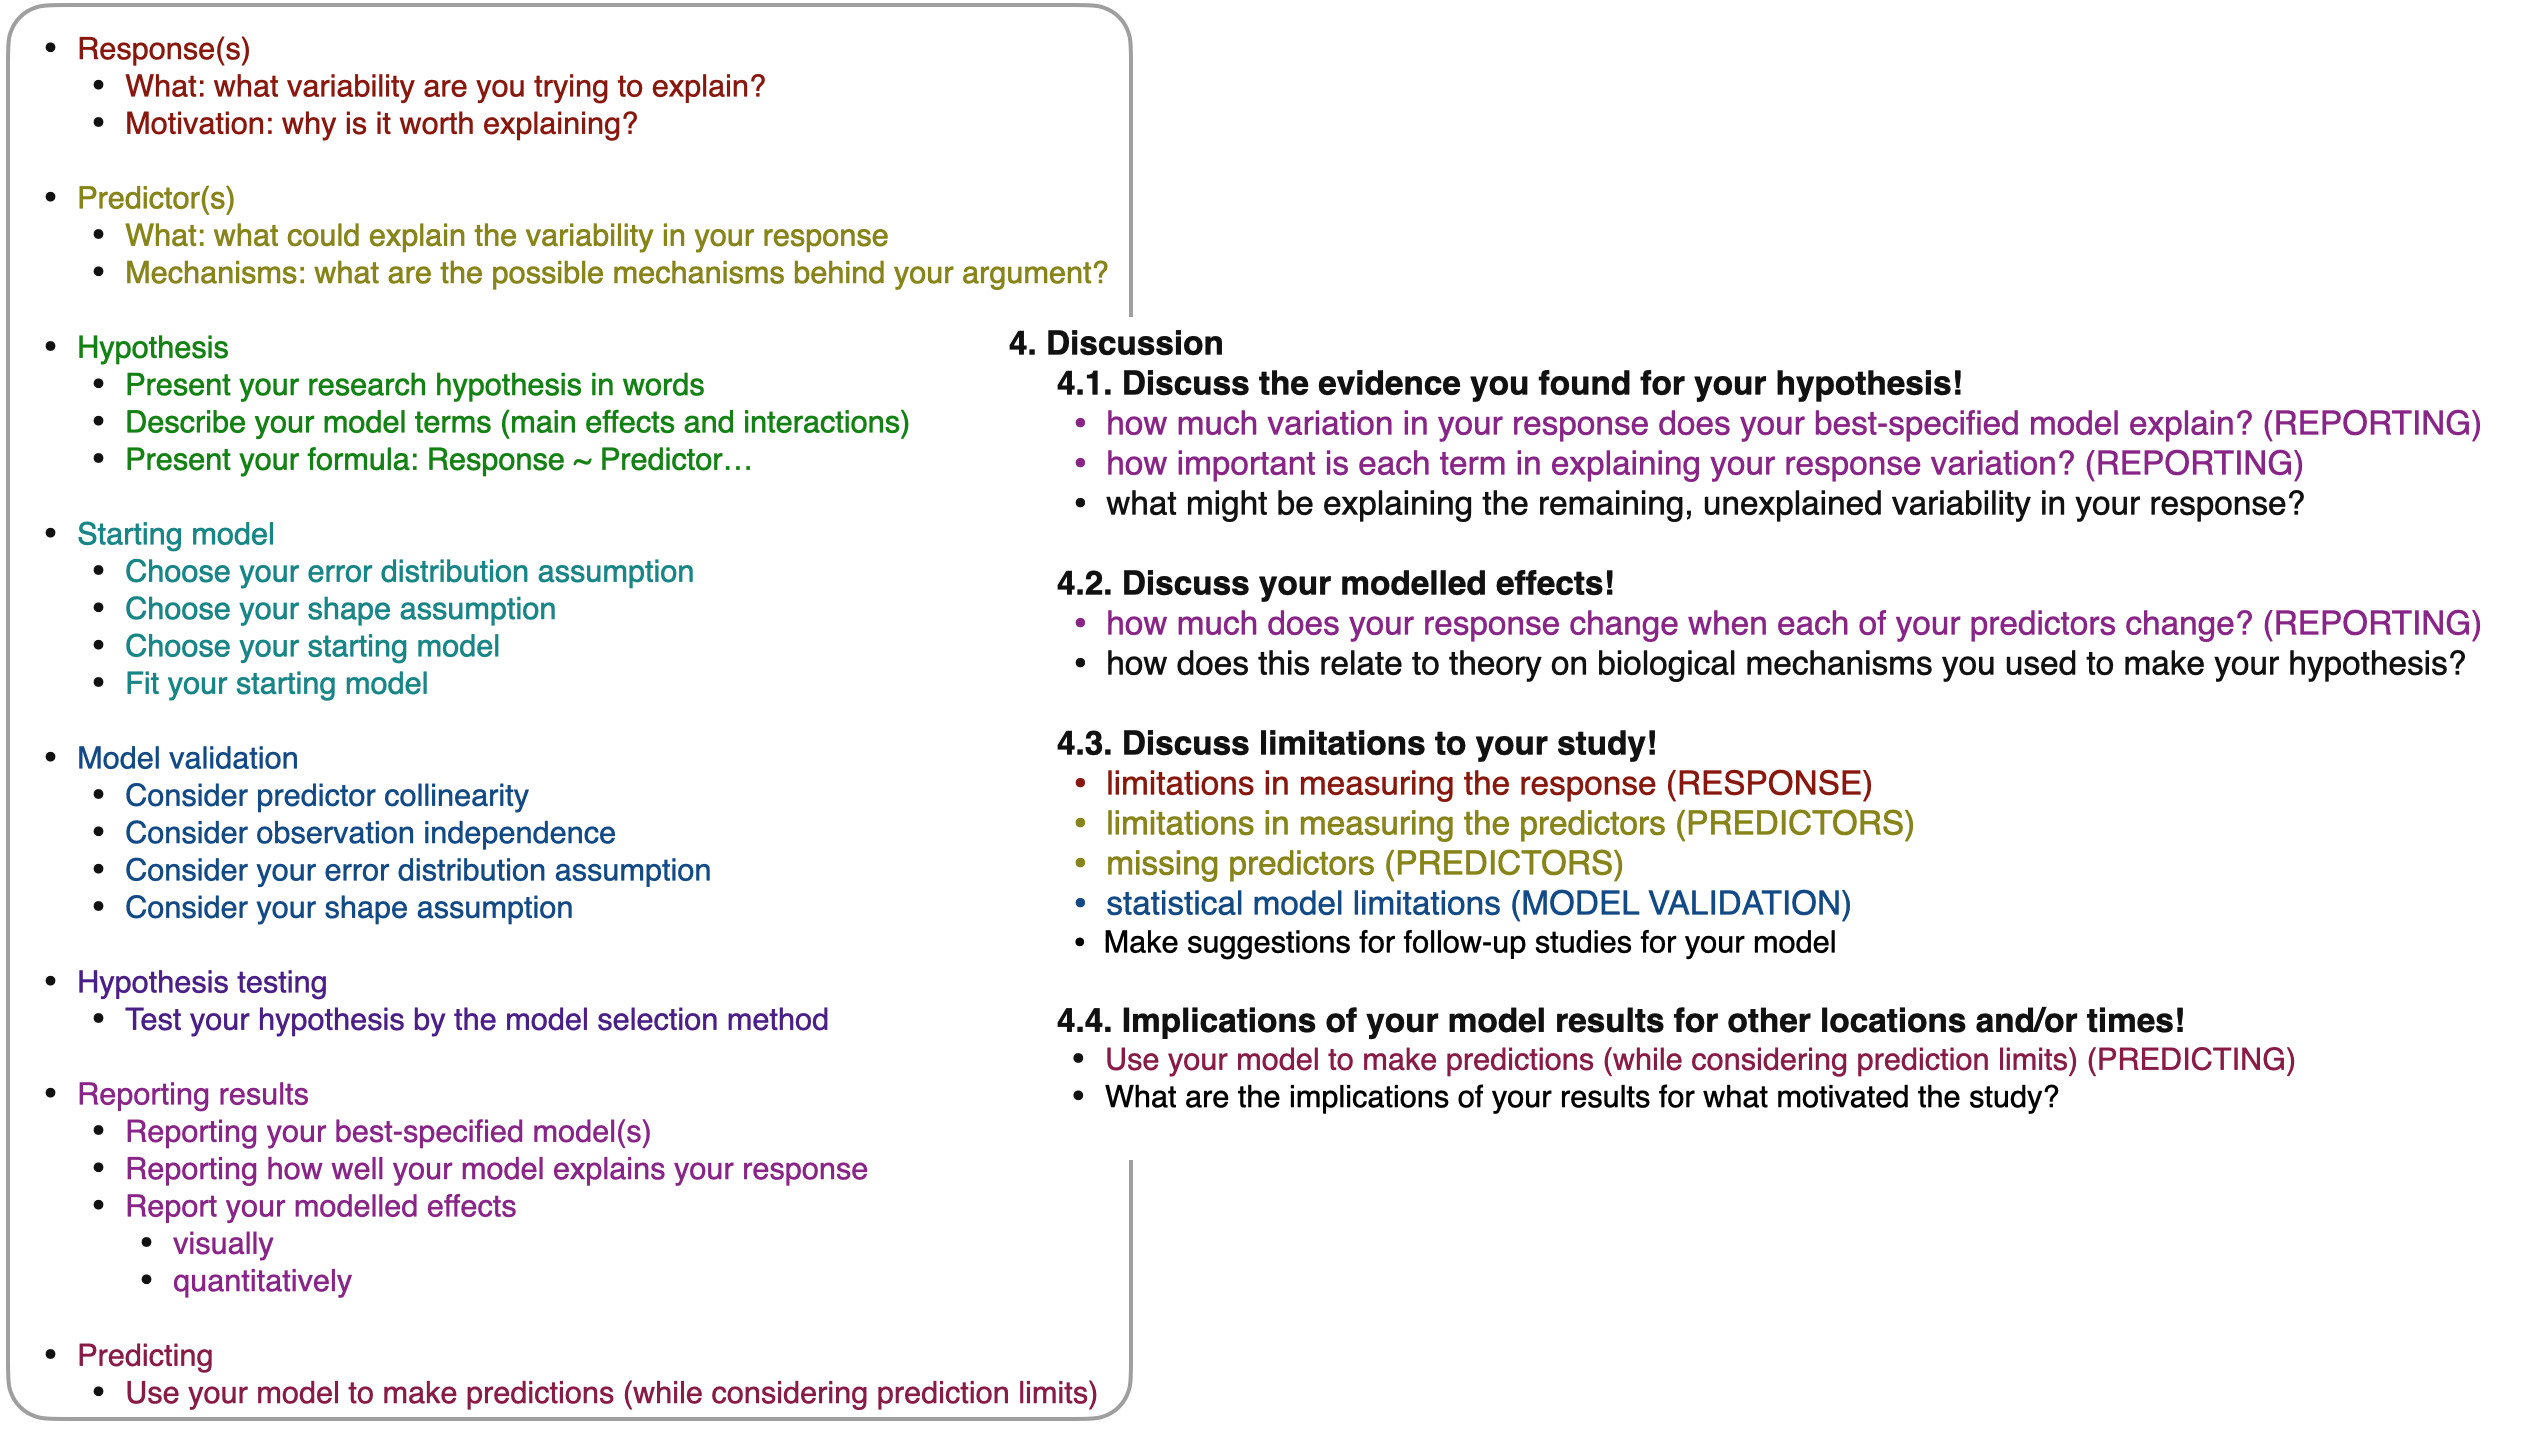 • Response(s)
• What: what variability are you trying to explain?
• Motivation: why is it worth explaining?
• Predictor(s)
• What: what could explain the variability in your response
• Mechanisms: what are the possible mechanisms behind your argument?
• Hypothesis
• Present your research hypothesis in words
• Describe your model terms (main effects and interactions)
• Present your formula: Response ~ Predictor…
• Starting model
• Choose your error distribution assumption
• Choose your shape assumption
• Choose your starting model
• Fit your starting model
• Model validation
• Consider predictor collinearity
• Consider observation independence
• Consider your error distribution assumption
• Consider your shape assumption
• Hypothesis testing
• Test your hypothesis by the model selection method
• Reporting results
• Reporting your best-specified model(s)
• Reporting how well your model explains your response
• Report your modelled effects
• visually
• quantitatively
• Predicting
• Use your model to make predictions (while considering prediction limits)
4. Discussion
4.1. Discuss the evidence you found for your hypothesis!
• how much variation in your response does your best-specified model explain? (REPORTING)
• how important is each term in explaining your response variation? (REPORTING)
• what might be explaining the remaining, unexplained variability in your response?
4.2. Discuss your modelled effects!
• how much does your response change when each of your predictors change? (REPORTING)
• how does this relate to theory on biological mechanisms you used to make your hypothesis?
4.3. Discuss limitations to your study!
• limitations in measuring the response (RESPONSE)
• limitations in measuring the predictors (PREDICTORS)
• missing predictors (PREDICTORS)
• statistical model limitations (MODEL VALIDATION)
• Make suggestions for follow-up studies for your model
4.4. Implications of your model results for other locations and/or times!
• Use your model to make predictions (while considering prediction limits) (PREDICTING)
• What are the implications of your results for what motivated the study?